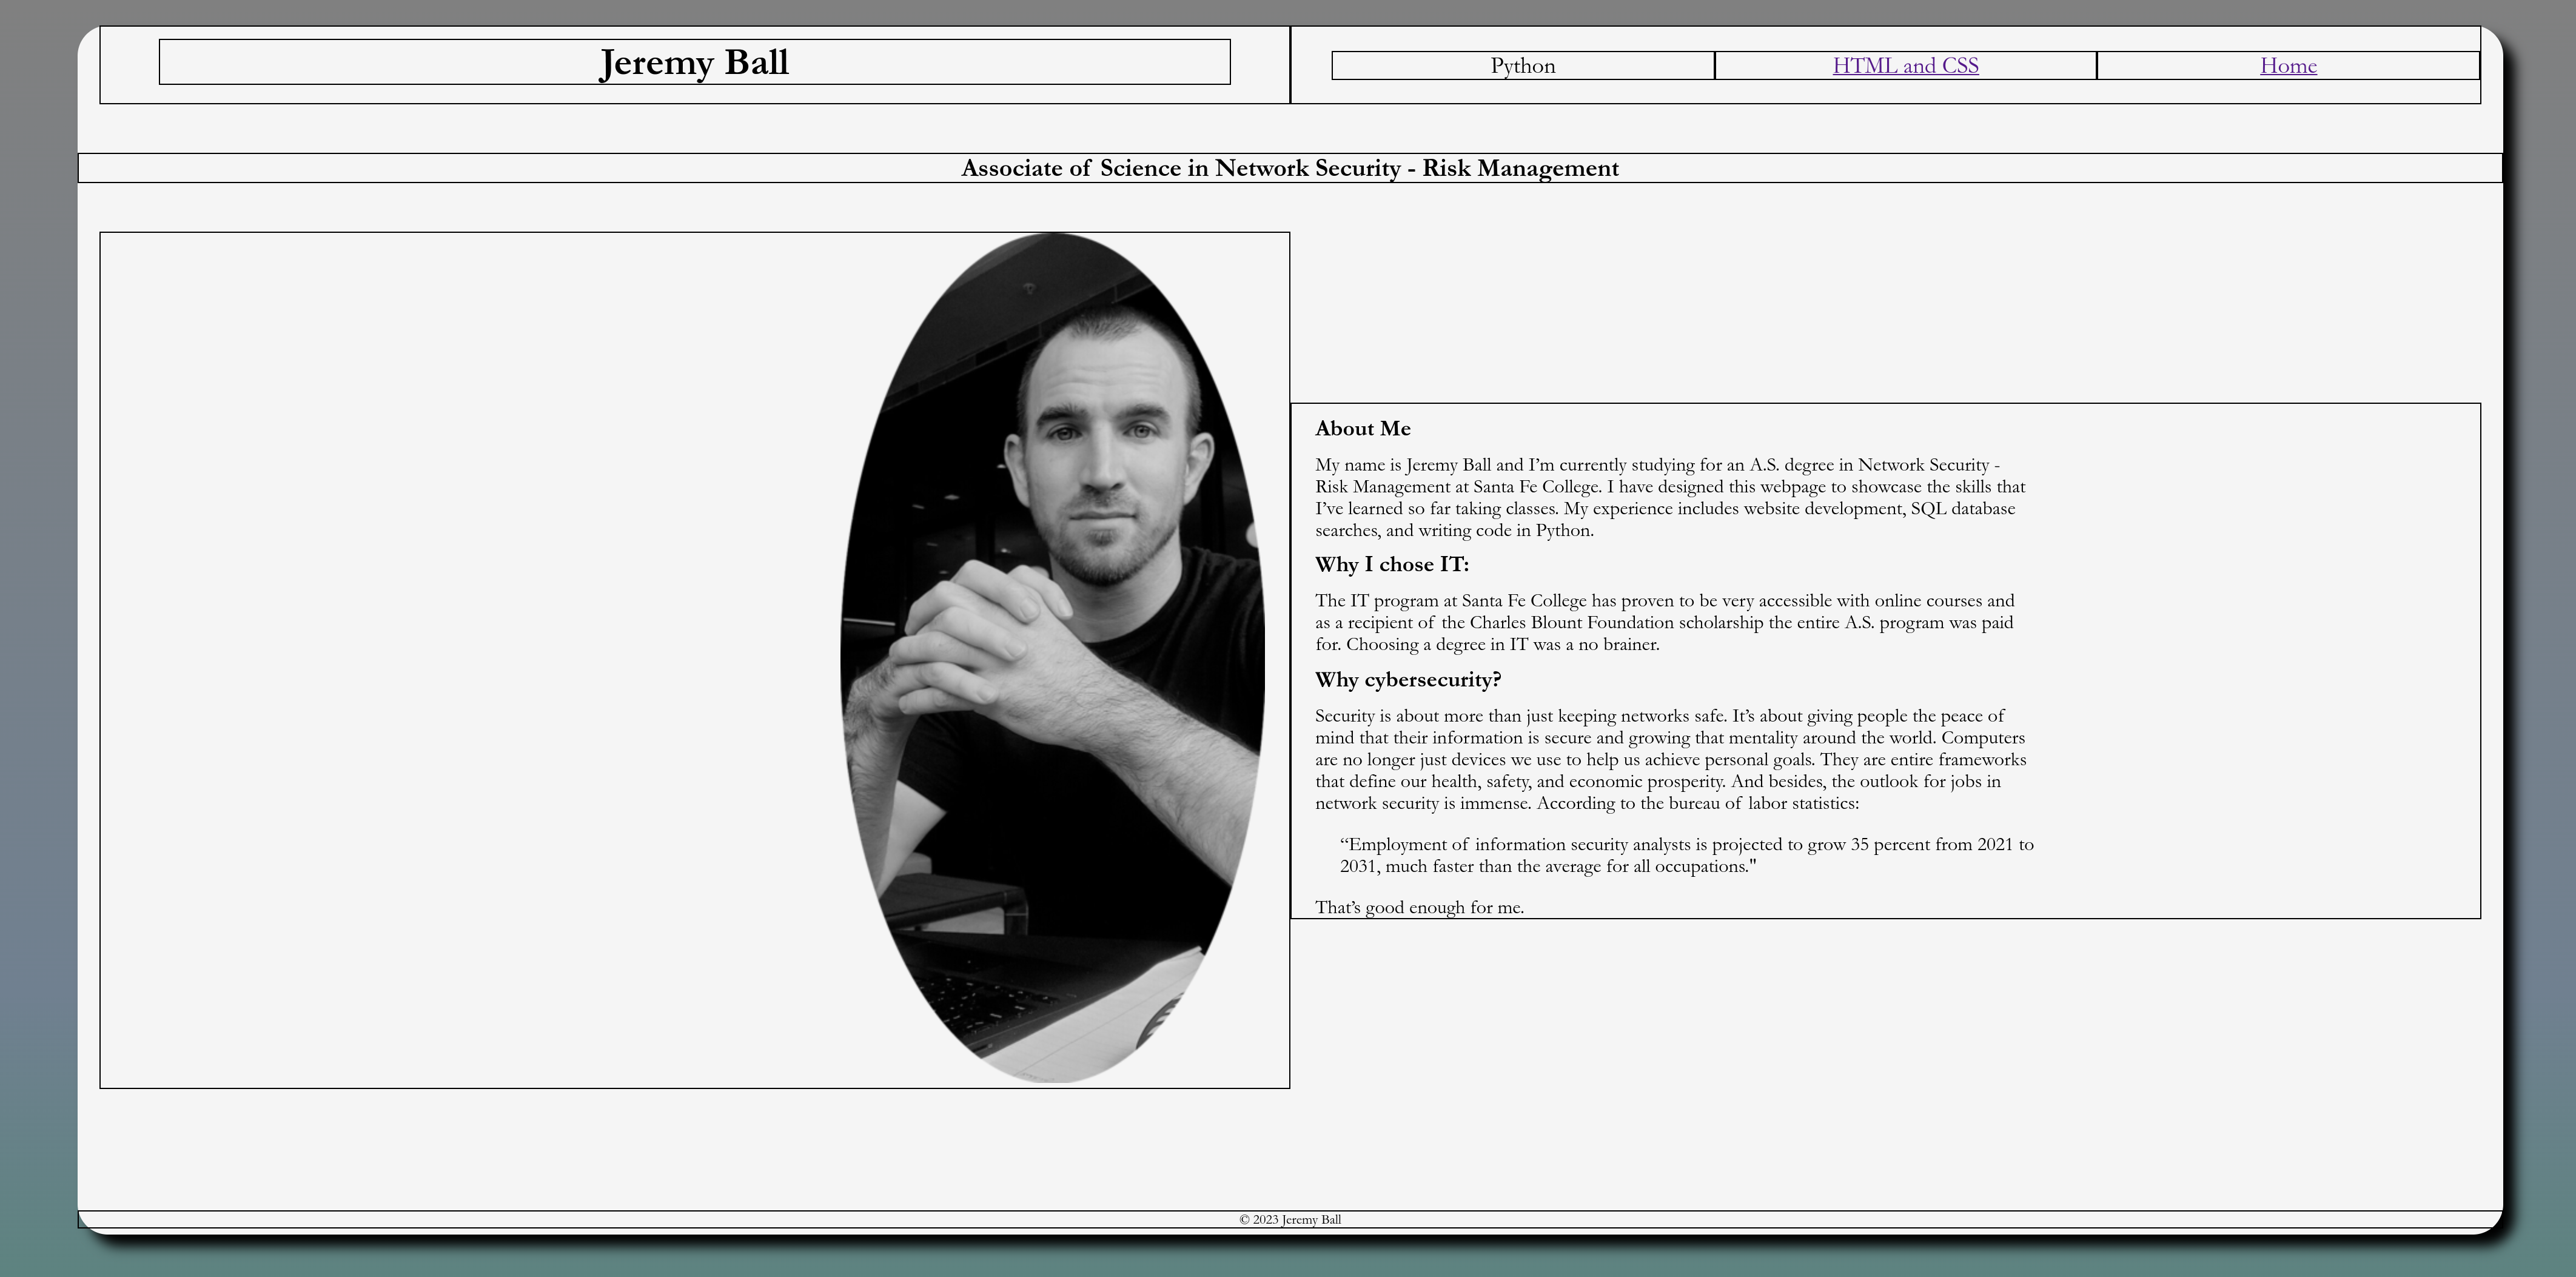 Jeremy Ball
Python
HTML and CSS
Home
Associate of Science in Network Security - Risk Management
About Me
My name is Jeremy Ball and I’m currently studying for an A.S. degree in Network Security -
Risk Management at Santa Fe College. I have designed this webpage to showcase the skills that
I’ve learned so far taking classes. My experience includes website development, SQL database
searches, and writing code in Python.
Why I chose IT:
The IT program at Santa Fe College has proven to be very accessible with online courses and
as a recipient of the Charles Blount Foundation scholarship the entire A.S. program was paid
for. Choosing a degree in IT was a no brainer.
Why cybersecurity?
Security is about more than just keeping networks safe. It’s about giving people the peace of
mind that their information is secure and growing that mentality around the world. Computers
are no longer just devices we use to help us achieve personal goals. They are entire frameworks
that define our health, safety, and economic prosperity. And besides, the outlook for jobs in
network security is immense. According to the bureau of labor statistics:
“Employment of information security analysts is projected to grow 35 percent from 2021 to
2031, much faster than the average for all occupations."
That’s good enough for me.
© 2023 Jeremy Ball